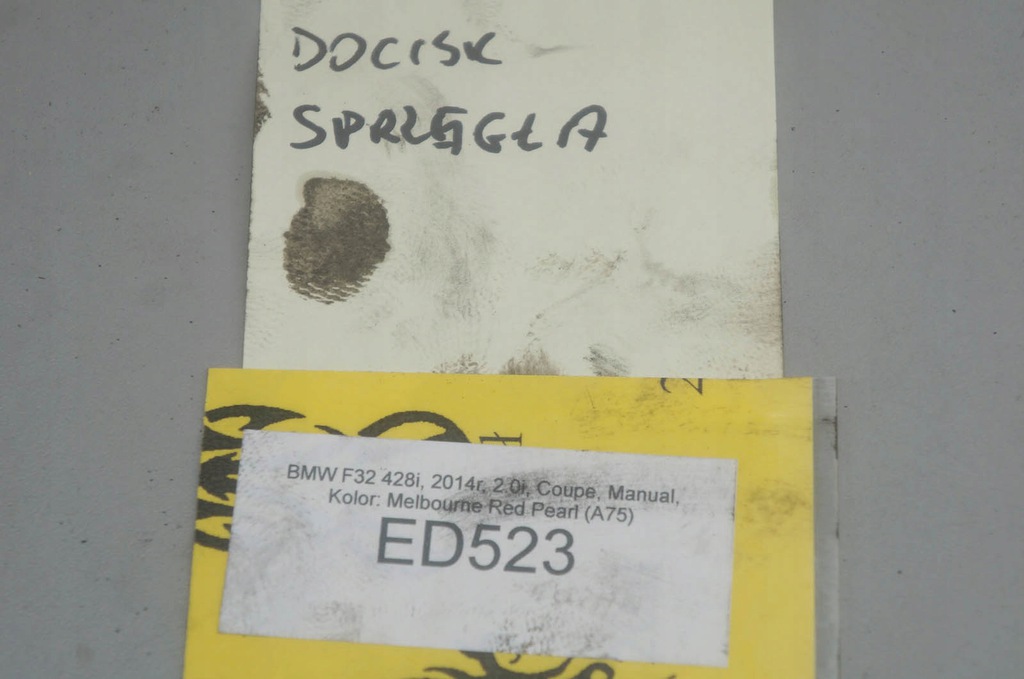 DOCISK
SPRZĘGŁA
BMW F32 428i, 2014r, 2.0i, Coupe, Manual,
Kolor: Melbourne Red Pearl (A75)
ED523